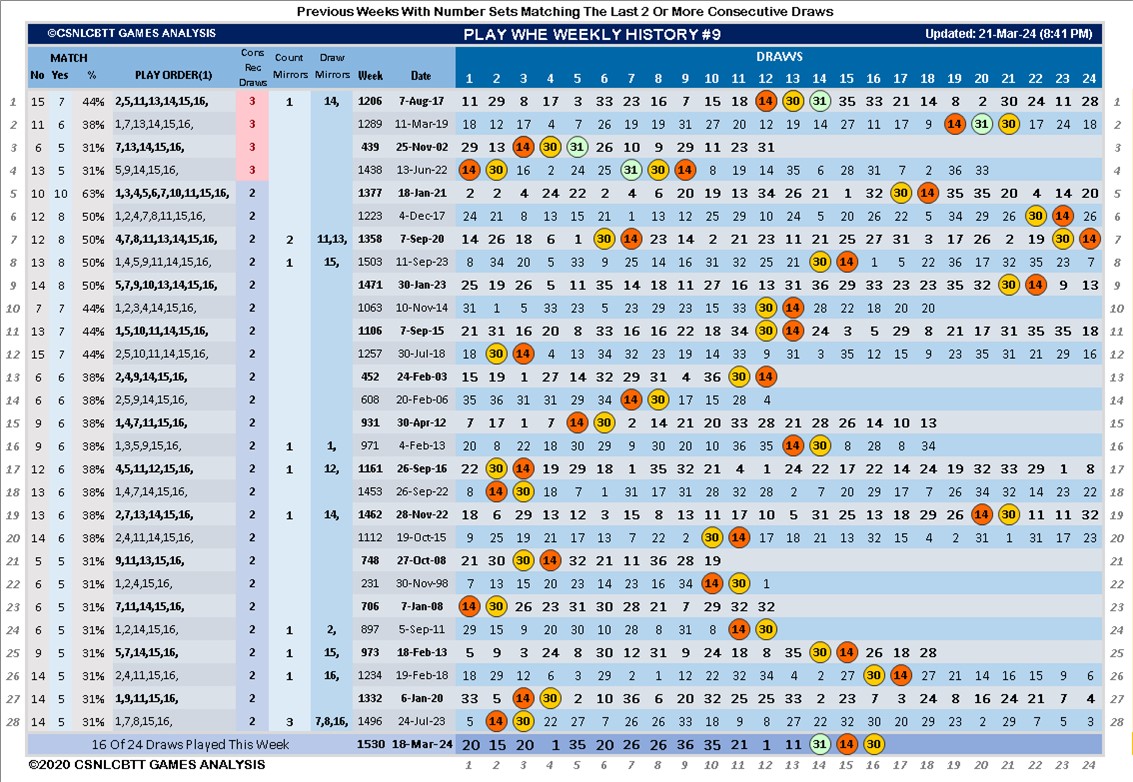 Previous Weeks With Number Sets Matching The Last 2 Or More Consecutive Draws
©CSNLCBTT GAMES ANALYSIS PLAY WHE WEEKLY HISTORY #9 Updated: 21-Mar-24 (8:41 PM)
MATCH Cons Rec Draws Count Mirrors Draw Mirrors DRAWS
No Yes % PLAY ORDER(1) Week Date 1 2 3 4 5 6 7 8 9 10 11 12 13 14 15 16 17 18 19 20 21 22 23 24
1 15 7 44% 2,5,11,13,14,15,16, 3 1 14, 1206 7-Aug-17 11 29 8 17 3 33 23 16 7 15 18 14 30 31 35 33 21 14 8 2 30 24 11 28 1
2 11 6 38% 1,7,13,14,15,16, 3 1289 11-Mar-19 18 12 17 4 7 26 19 19 31 27 20 12 19 14 27 11 17 9 14 31 30 17 24 18 2
3 6 5 31% 7,13,14,15,16, 3 439 25-Nov-02 29 13 14 30 31 26 10 9 29 11 23 31 3
4 13 5 31% 5,9,14,15,16, 3 1438 13-Jun-22 14 30 16 2 24 25 31 30 14 8 19 14 35 6 28 31 7 2 36 33 4
5 10 10 63% 1,3,4,5,6,7,10,11,15,16, 2 1377 18-Jan-21 2 2 4 24 22 2 4 6 20 19 13 34 26 21 1 32 30 14 35 35 20 4 14 20 5
6 12 8 50% 1,2,4,7,8,11,15,16, 2 1223 4-Dec-17 24 21 8 13 15 21 1 13 12 25 29 10 24 5 20 26 22 5 34 29 26 30 14 26 6
7 12 8 50% 4,7,8,11,13,14,15,16, 2 2 11,13, 1358 7-Sep-20 14 26 18 6 1 30 14 23 14 2 21 23 11 21 25 27 31 3 17 26 2 19 30 14 7
8 13 8 50% 1,4,5,9,11,14,15,16, 2 1 15, 1503 11-Sep-23 8 34 20 5 33 9 25 14 16 31 32 25 21 30 14 1 5 22 36 17 32 35 23 7 8
9 14 8 50% 5,7,9,10,13,14,15,16, 2 1471 30-Jan-23 25 19 26 5 11 35 14 18 11 27 16 13 31 36 29 33 23 23 35 32 30 14 9 13 9
10 7 7 44% 1,2,3,4,14,15,16, 2 1063 10-Nov-14 31 1 5 33 23 5 23 29 13 2 33 30 14 28 22 18 20 20 10
11 13 7 44% 1,5,10,11,14,15,16, 2 1106 7-Sep-15 21 31 16 20 8 33 16 16 22 18 34 30 14 24 3 5 29 8 21 17 31 35 35 18 11
12 15 7 44% 2,5,10,11,14,15,16, 2 1257 30-Jul-18 18 30 14 4 13 34 32 23 19 14 33 9 31 3 35 12 15 9 23 35 31 21 29 16 12
13 6 6 38% 2,4,9,14,15,16, 2 452 24-Feb-03 15 19 1 27 14 32 29 31 4 36 30 14 13
14 6 6 38% 2,5,9,14,15,16, 2 608 20-Feb-06 35 36 31 31 29 34 14 30 17 15 28 4 14
15 9 6 38% 1,4,7,11,15,16, 2 931 30-Apr-12 7 17 1 7 14 30 2 14 21 20 33 28 21 28 26 14 10 13 15
16 9 6 38% 1,3,5,9,15,16, 2 1 1, 971 4-Feb-13 20 8 22 18 30 29 9 30 20 10 36 35 14 30 8 28 8 34 16
17 12 6 38% 4,5,11,12,15,16, 2 1 12, 1161 26-Sep-16 22 30 14 19 29 18 1 35 32 21 4 1 24 22 17 22 14 24 19 32 33 29 1 8 17
18 13 6 38% 1,4,7,14,15,16, 2 1453 26-Sep-22 8 14 30 18 7 1 31 17 31 28 32 28 2 7 20 29 17 26 34 32 14 23 22 18
19 13 6 38% 2,7,13,14,15,16, 2 1 14, 1462 28-Nov-22 18 6 29 13 3 15 8 13 11 17 10 5 31 25 13 18 29 26 14 30 11 11 32 19
20 14 6 38% 2,4,11,14,15,16, 2 1112 19-Oct-15 9 25 19 21 17 13 7 22 2 30 14 17 18 21 13 32 15 4 2 31 1 31 17 23 20
21 5 5 31% 9,11,13,15,16, 2 748 27-Oct-08 21 30 30 14 32 21 11 36 28 19 21
22 6 5 31% 1,2,4,15,16, 2 231 30-Nov-98 7 13 15 20 23 14 23 16 34 14 30 1 22
23 6 5 31% 7,11,14,15,16, 2 706 7-Jan-08 14 30 26 23 31 30 28 21 7 29 32 32 23
24 6 5 31% 1,2,14,15,16, 2 1 2, 897 5-Sep-11 29 15 9 20 30 10 28 8 31 8 14 30 24
25 9 5 31% 5,7,14,15,16, 2 1 15, 973 18-Feb-13 5 9 3 24 8 30 12 31 9 24 18 8 35 30 14 26 18 28 25
26 14 5 31% 2,4,11,15,16, 2 1 16, 1234 19-Feb-18 18 29 12 6 3 29 2 1 12 22 32 34 4 2 26 30 14 27 21 16 16 15 9 6 26
27 14 5 31% 1,9,11,15,16, 2 1332 6-Jan-20 33 5 14 30 2 10 36 6 20 32 25 25 33 2 23 7 3 24 8 16 24 21 7 4 27
28 14 5 31% 1,7,8,15,16, 2 3 7,8,16, 1496 24-Jul-23 5 14 30 22 27 7 26 26 33 18 9 8 27 22 32 30 20 29 23 2 29 7 5 3 28
16 Of 24 Draws Played This Week 1530 18-Mar-24 20 15 20 1 35 20 26 26 36 35 21 1 11 31 14 30
©2020 CSNLCBTT GAMES ANALYSIS 1 2 3 4 5 6 7 8 9 10 11 12 13 14 15 16 17 18 19 20 21 22 23 24